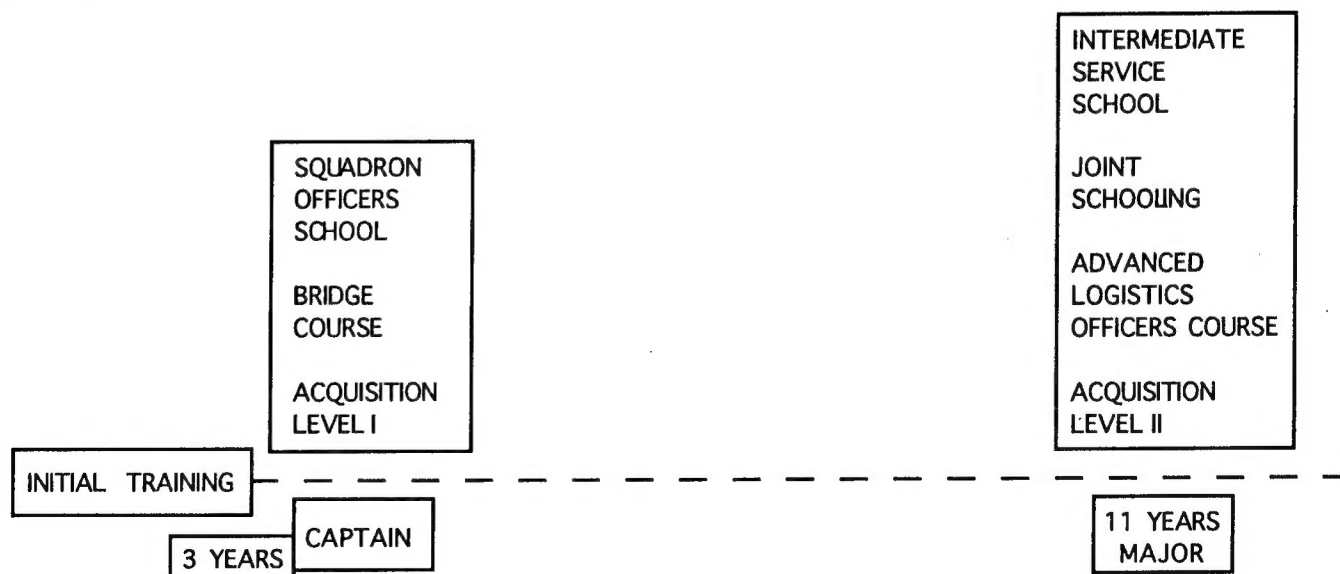 SQUADRON
OFFICERS
SCHOOL
BRIDGE
COURSE
ACQUISITION
LEVEL I
INTERMEDIATE
SERVICE
SCHOOL
JOINT
SCHOOLING
ADVANCED
LOGISTICS
OFFICERS COURSE
ACQUISITION
LEVEL II
INITIAL TRAINING
3 YEARS
CAPTAIN
11 YEARS
MAJOR